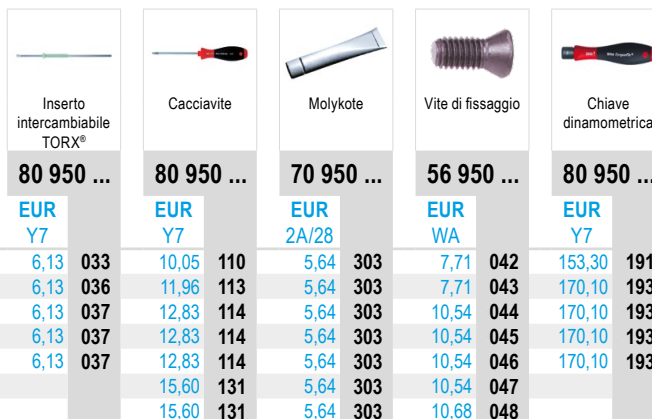 Inserto intercambiabile TORX® Cacciavite Molykote Vite di fissaggio Chiave dinamometrica
80 950 ... 80 950 ... 70 950 ... 56 950 ... 80 950 ...
EUR EUR EUR EUR EUR
Y7 Y7 2A/28 WA Y7
6,13 033 10,05 110 5,64 303 7,71 042 153,30 191
6,13 036 11,96 113 5,64 303 7,71 043 170,10 193
6,13 037 12,83 114 5,64 303 10,54 044 170,10 193
6,13 037 12,83 114 5,64 303 10,54 045 170,10 193
6,13 037 12,83 114 5,64 303 10,54 046 170,10 193
15,60 131 5,64 303 10,54 047
15,60 131 5,64 303 10,68 048